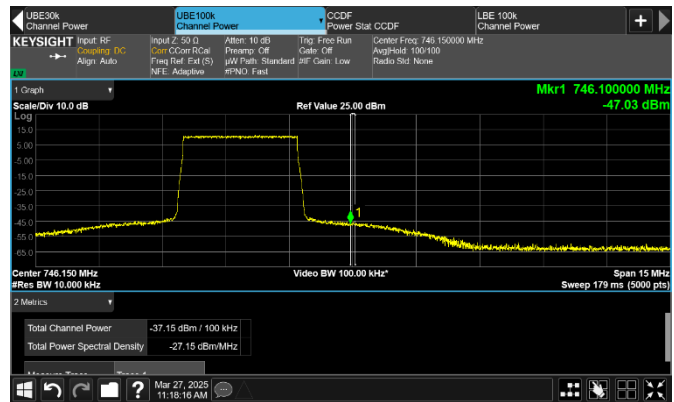 UBE30k
Channel Power
UBE100k
Channel Power
CCDF
Power Stat CCDF
LBE 100k
Channel Power
KEYSIGHT
Input: RF
Coupling: DC
Align: Auto
Input Z: 50 Ω
Corr CCorr RCal
Freq Ref: Ext (S)
NFE: Adaptive
Atten: 10 dB
Preamp: Off
µW Path: Standard
#PNO: Fast
Trig: Free Run
Gate: Off
#IF Gain: Low
Center Freq: 746.150000 MHz
Avg|Hold: 100/100
Radio Std: None
LXI
1 Graph
Mkr1 746.100000 MHz
-47.03 dBm
Scale/Div 10.0 dB
Ref Value 25.00 dBm
Log
15.0
5.00
-5.00
-15.0
-25.0
-35.0
-45.0
-55.0
-65.0
1
Center 746.150 MHz
#Res BW 10.000 kHz
Video BW 100.00 kHz*
Span 15 MHz
Sweep 179 ms (5000 pts)
2 Metrics
Total Channel Power -37.15 dBm / 100 kHz
Total Power Spectral Density -27.15 dBm/MHz
Mar 27, 2025
11:18:16 AM